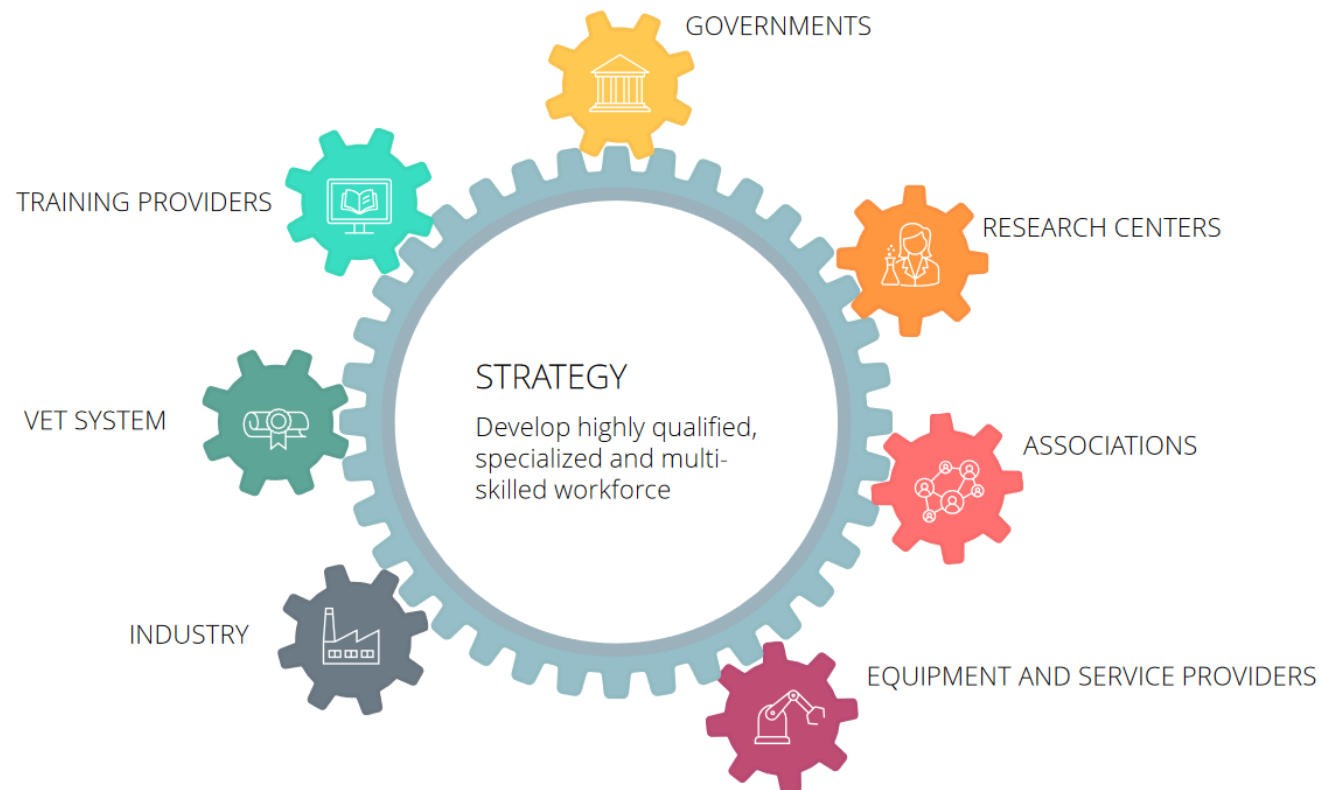 GOVERNMENTS
TRAINING PROVIDERS
RESEARCH CENTERS
STRATEGY
Develop highly qualified,
specialized and multi-
skilled workforce
VET SYSTEM
ASSOCIATIONS
INDUSTRY
EQUIPMENT AND SERVICE PROVIDERS